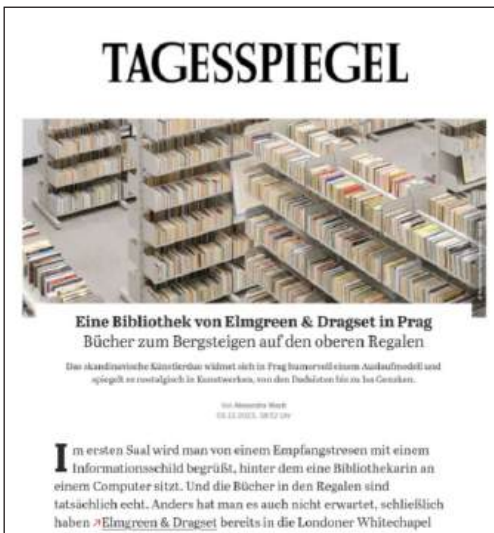 TAGESSPIEGEL
Eine Bibliothek von Elmgreen & Dragset in Prag
Bücher zum Bergsteigen auf den oberen Regalen
Das skandinavische Künstlerduo widmet sich in Prag humorvoll einem Auslaufmodell und
spiegelt es nostalgisch in Kunstwerken, von den Dadaisten bis zu Isa Genzken.
Von
Im ersten Saal wird man von einem Empfangstresen mit einem
Informationsschild begrüßt, hinter dem eine Bibliothekarin an
einem Computer sitzt. Und die Bücher in den Regalen sind
tatsächlich echt. Anders hat man es auch nicht erwartet, schließlich
haben ↗Elmgreen & Dragset bereits in die Londoner Whitechapel